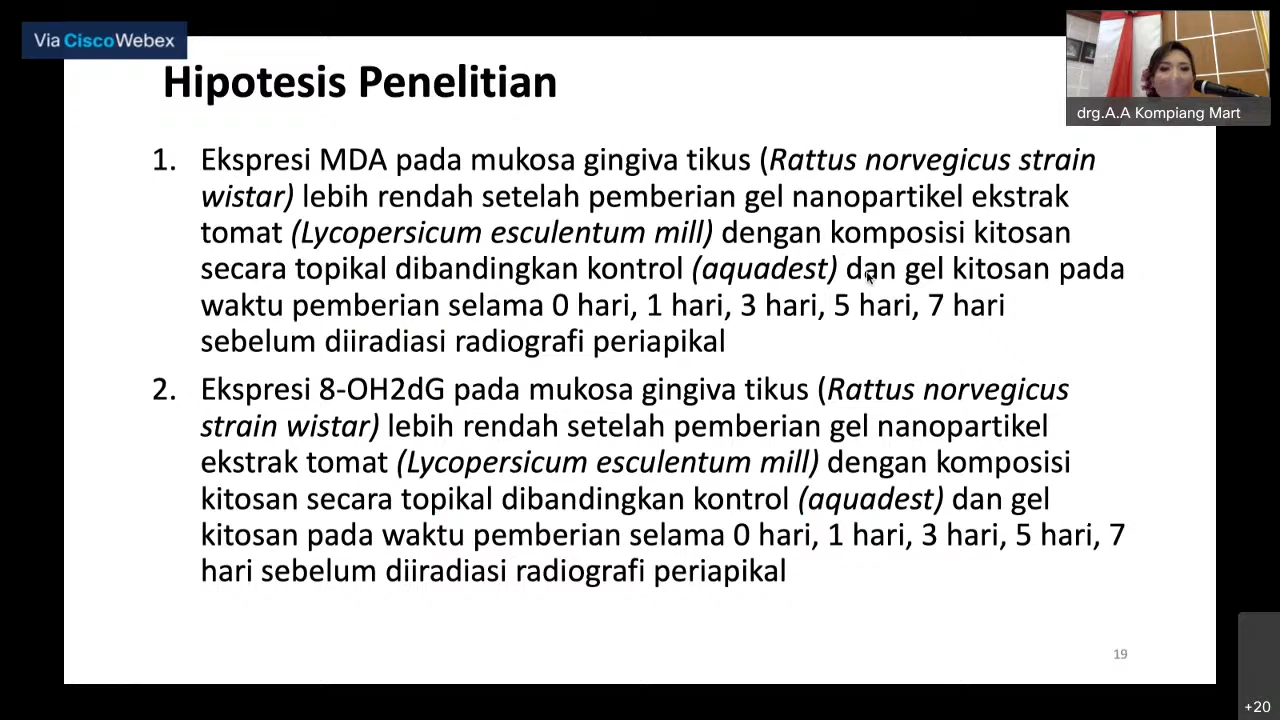 Via Cisco Webex
Hipotesis Penelitian
drg.A.A Kompiang Mart
1. Ekspresi MDA pada mukosa gingiva tikus (Rattus norvegicus strain
wistar) lebih rendah setelah pemberian gel nanopartikel ekstrak
tomat (Lycopersicum esculentum mill) dengan komposisi kitosan
secara topikal dibandingkan kontrol (aquadest) dan gel kitosan pada
waktu pemberian selama 0 hari, 1 hari, 3 hari, 5 hari, 7 hari
sebelum diiradiasi radiografi periapikal
2. Ekspresi 8-OH2dG pada mukosa gingiva tikus (Rattus norvegicus
strain wistar) lebih rendah setelah pemberian gel nanopartikel
ekstrak tomat (Lycopersicum esculentum mill) dengan komposisi
kitosan secara topikal dibandingkan kontrol (aquadest) dan gel
kitosan pada waktu pemberian selama 0 hari, 1 hari, 3 hari, 5 hari, 7
hari sebelum diiradiasi radiografi periapikal
19
+20